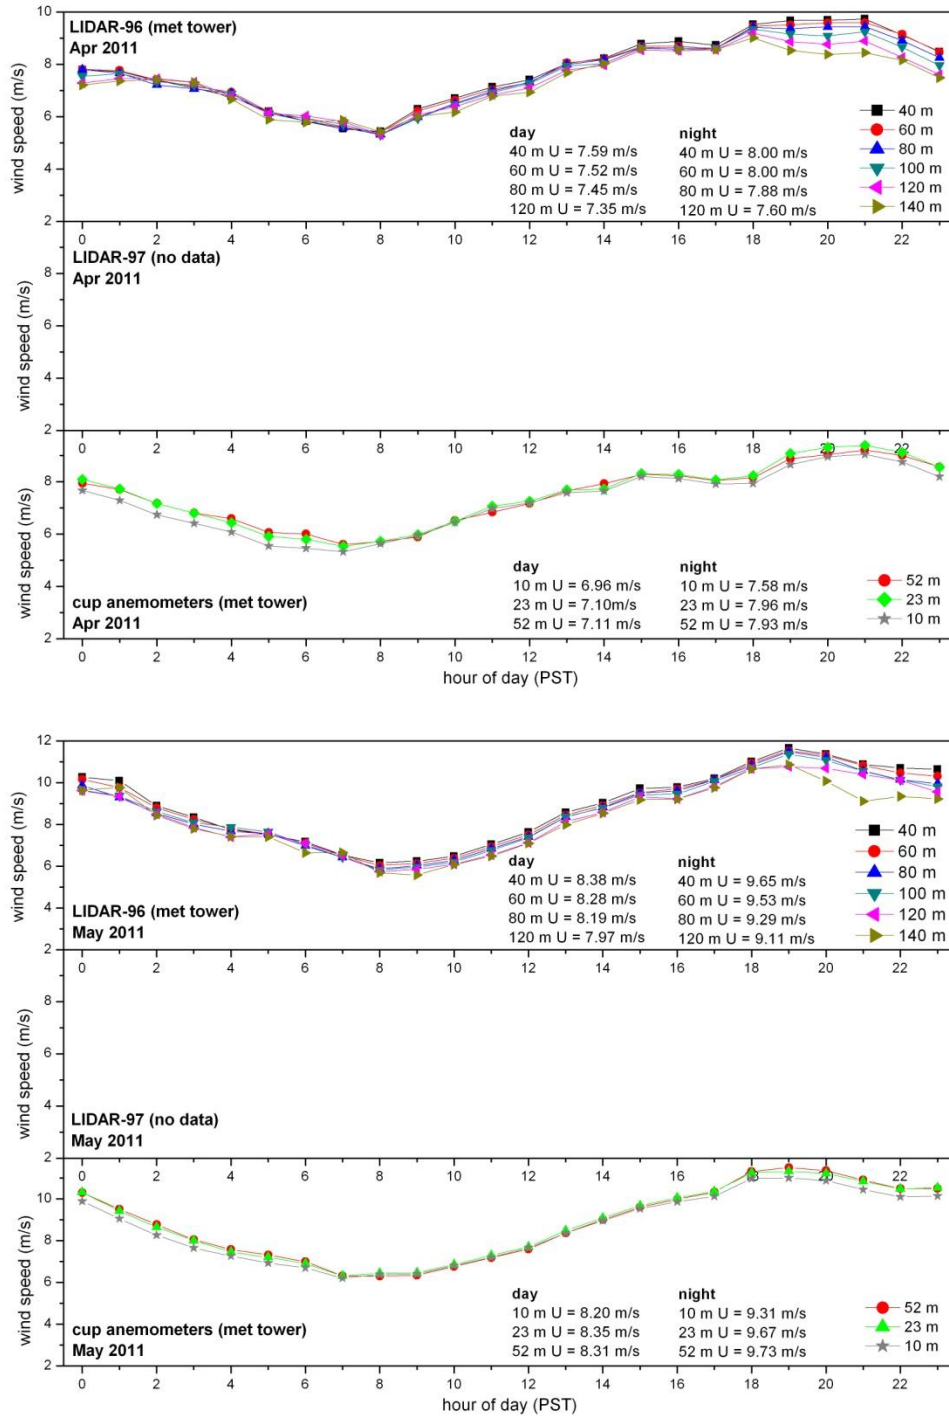 10
LIDAR-96 (met tower)
Apr 2011
8
6
4
2
wind speed (m/s)
day
40 m U = 7.59 m/s
60 m U = 7.52 m/s
80 m U = 7.45 m/s
120 m U = 7.35 m/s
night
40 m U = 8.00 m/s
60 m U = 8.00 m/s
80 m U = 7.88 m/s
120 m U = 7.60 m/s
40 m
60 m
80 m
100 m
120 m
140 m
0 2 4 6 8 10 12 14 16 18 20 22
LIDAR-97 (no data)
Apr 2011
8
6
4
2
wind speed (m/s)
0 2 4 6 8 10 12 14 16 18 20 22
8
6
4
2
wind speed (m/s)
day
10 m U = 6.96 m/s
23 m U = 7.10m/s
52 m U = 7.11 m/s
night
10 m U = 7.58 m/s
23 m U = 7.96 m/s
52 m U = 7.93 m/s
52 m
23 m
10 m
cup anemometers (met tower)
Apr 2011
0 2 4 6 8 10 12 14 16 18 20 22
hour of day (PST)
12
10
8
6
4
2
wind speed (m/s)
day
40 m U = 8.38 m/s
60 m U = 8.28 m/s
80 m U = 8.19 m/s
120 m U = 7.97 m/s
night
40 m U = 9.65 m/s
60 m U = 9.53 m/s
80 m U = 9.29 m/s
120 m U = 9.11 m/s
40 m
60 m
80 m
100 m
120 m
140 m
LIDAR-96 (met tower)
May 2011
0 2 4 6 8 10 12 14 16 18 20 22
8
6
4
2
wind speed (m/s)
LIDAR-97 (no data)
May 2011
0 2 4 6 8 10 12 14 16 18 20 22
10
8
6
4
2
wind speed (m/s)
day
10 m U = 8.20 m/s
23 m U = 8.35 m/s
52 m U = 8.31 m/s
night
10 m U = 9.31 m/s
23 m U = 9.67 m/s
52 m U = 9.73 m/s
52 m
23 m
10 m
cup anemometers (met tower)
May 2011
0 2 4 6 8 10 12 14 16 18 20 22
hour of day (PST)